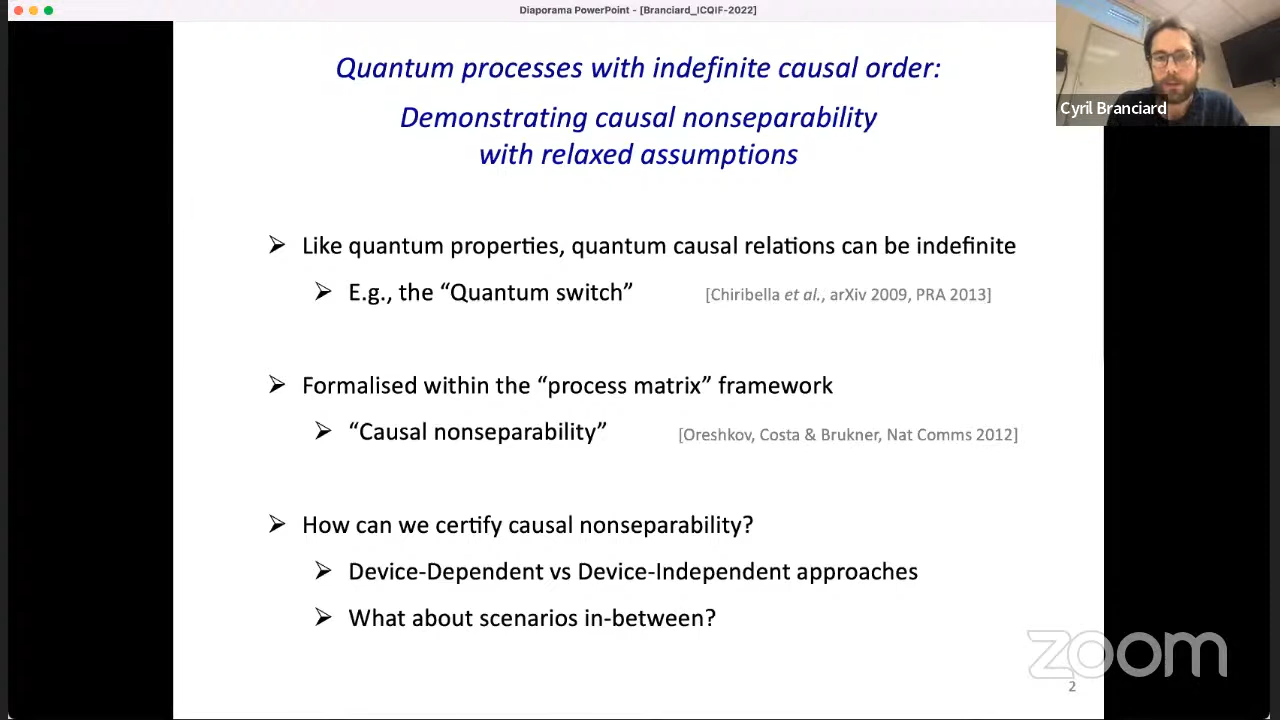 Diaporama PowerPoint - [Branciard_ICQIF-2022]
Cyril Branciard
Quantum processes with indefinite causal order:
Demonstrating causal nonseparability
with relaxed assumptions
➢ Like quantum properties, quantum causal relations can be indefinite
➢ E.g., the “Quantum switch” [Chiribella et al., arXiv 2009, PRA 2013]
➢ Formalised within the “process matrix” framework
➢ “Causal nonseparability” [Oreshkov, Costa & Brukner, Nat Comms 2012]
➢ How can we certify causal nonseparability?
➢ Device-Dependent vs Device-Independent approaches
➢ What about scenarios in-between?
zoom
2